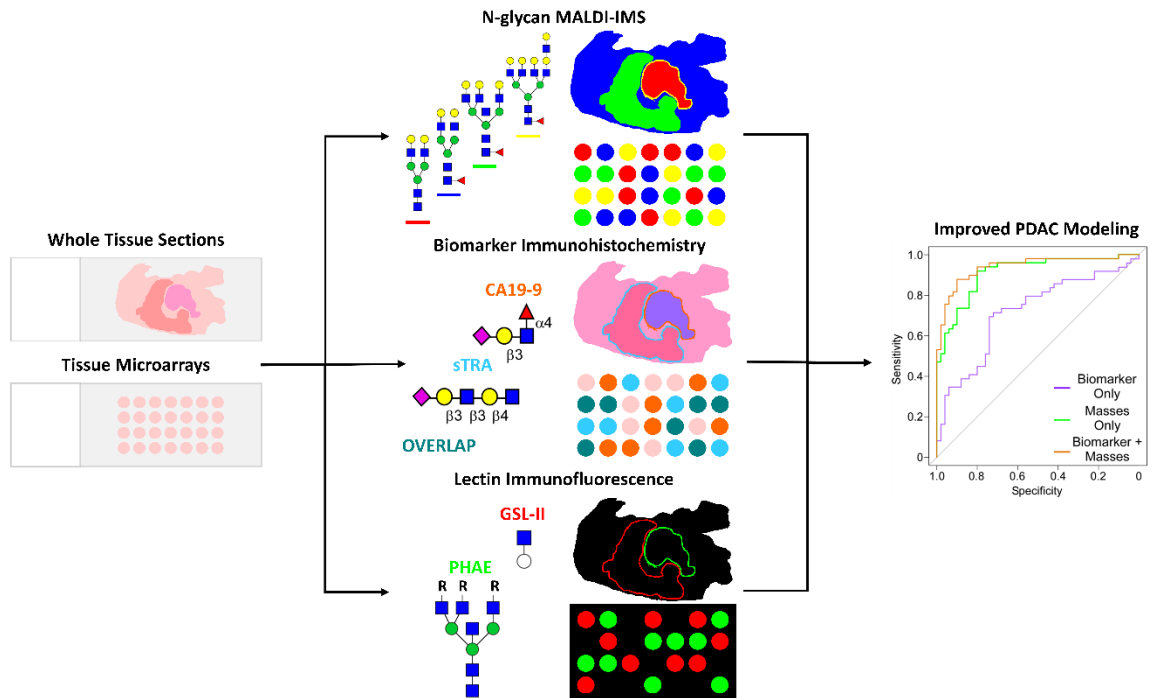 N-glycan MALDI-IMS
Whole Tissue Sections
Tissue Microarrays
Biomarker Immunohistochemistry
CA19-9
α4
β3
sTRA
β3 β3 β4
OVERLAP
Lectin Immunofluorescence
GSL-II
PHAE
R R R
Improved PDAC Modeling
1.0
0.8
0.6
0.4
0.2
0
Sensitivity
Biomarker
Only
Masses
Only
Biomarker +
Masses
1.0 0.8 0.6 0.4 0.2 0
Specificity